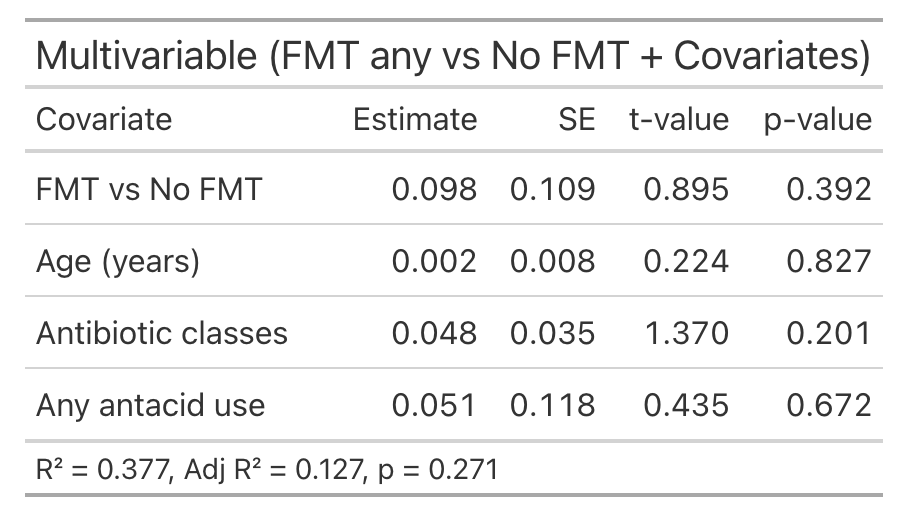 Multivariable (FMT any vs No FMT + Covariates)
Covariate Estimate SE t-value p-value
FMT vs No FMT 0.098 0.109 0.895 0.392
Age (years) 0.002 0.008 0.224 0.827
Antibiotic classes 0.048 0.035 1.370 0.201
Any antacid use 0.051 0.118 0.435 0.672
R² = 0.377, Adj R² = 0.127, p = 0.271